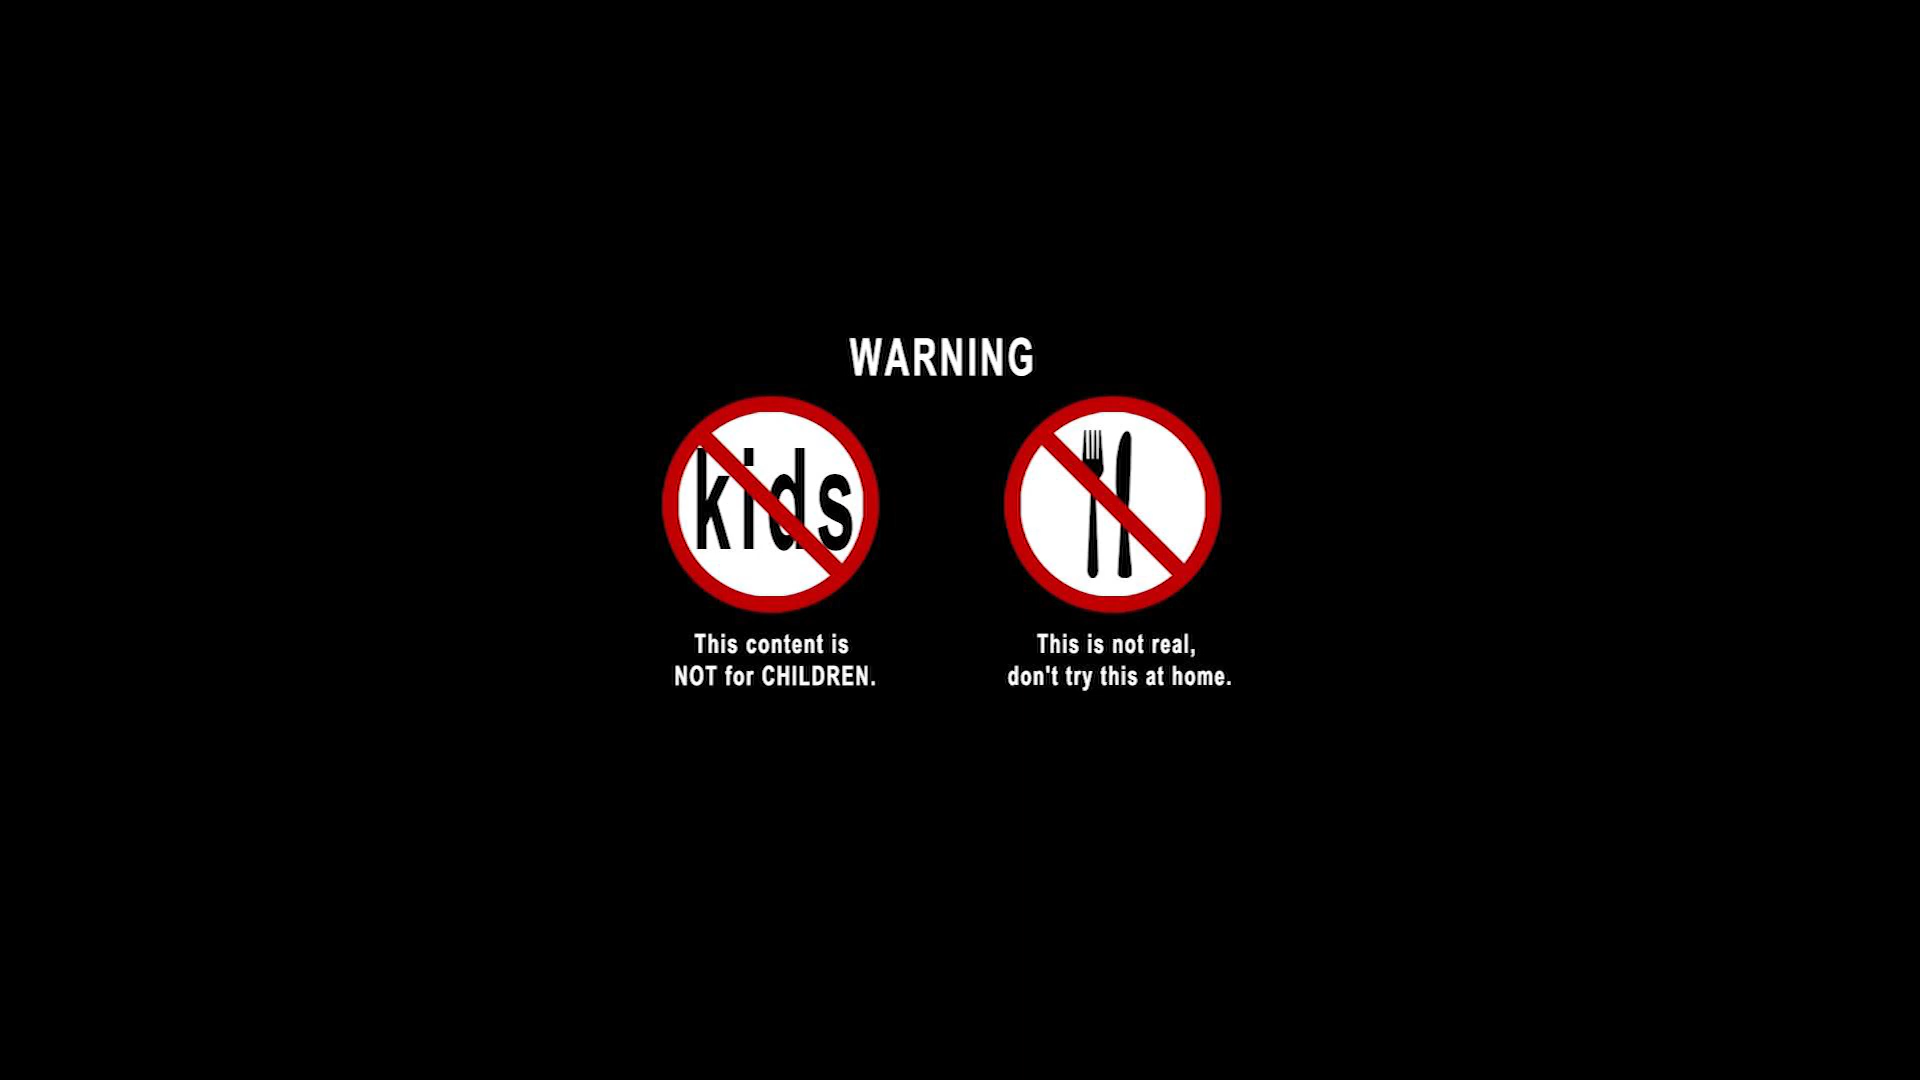 WARNING
kids
This content is
NOT for CHILDREN.
This is not real,
don't try this at home.